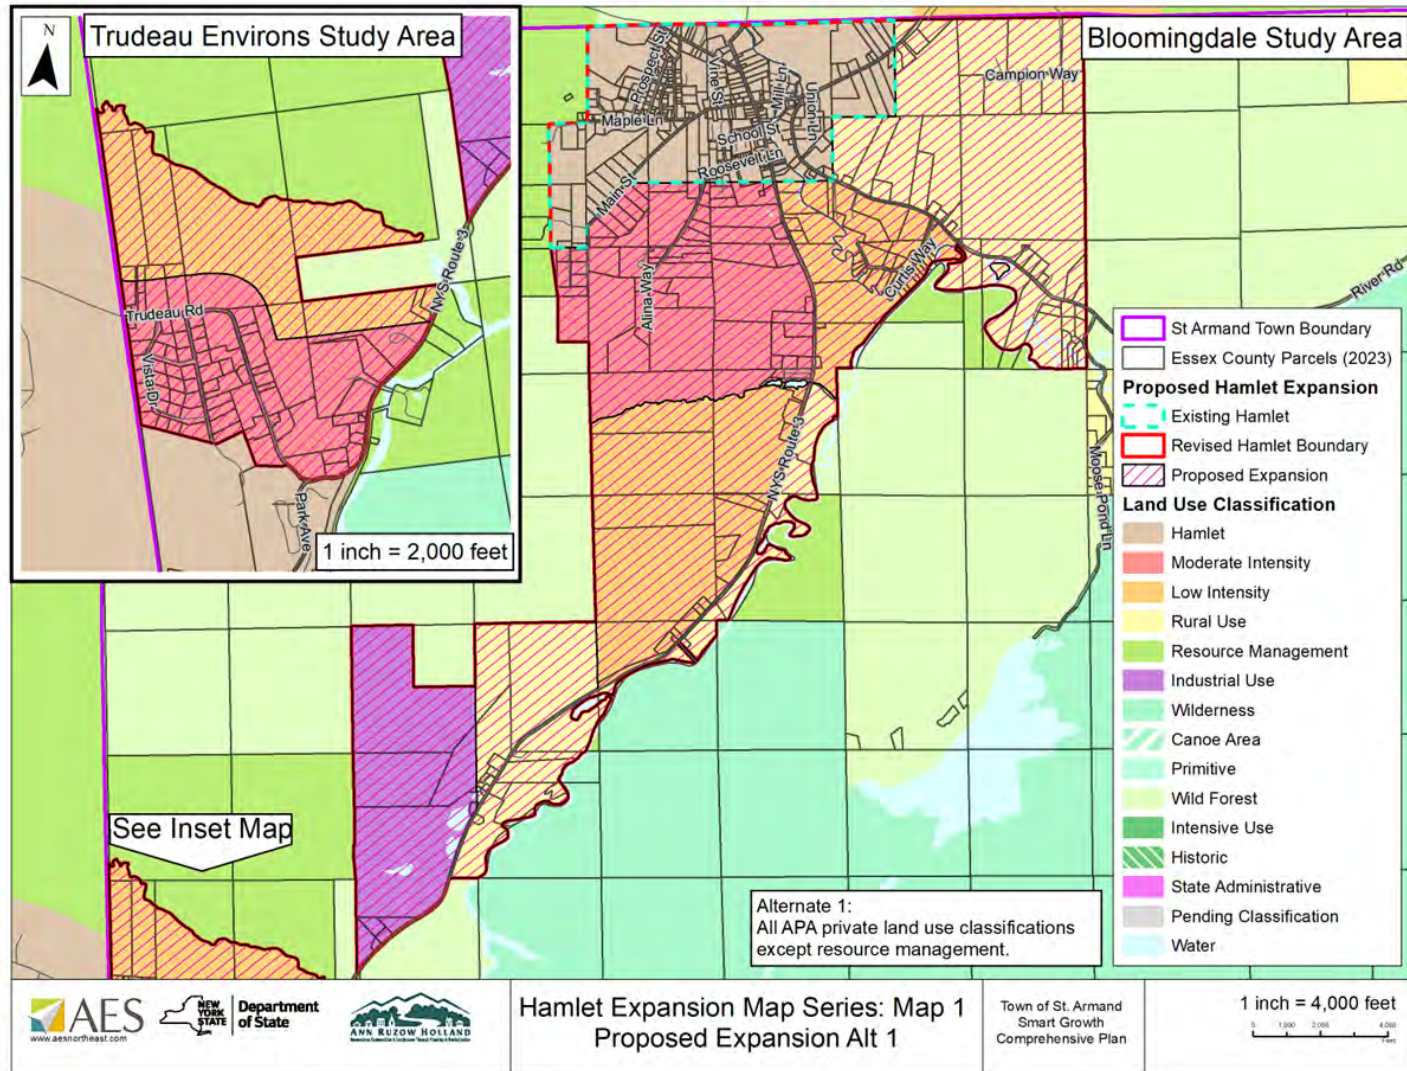 N
Trudeau Environs Study Area
Bloomingdale Study Area
Trudeau Rd
Vista Dr
NYS Route 3
Park Ave
1 inch = 2,000 feet
Prospect St
Vine St
Mill Ln
Union Ln
Maple Ln
School St
Roosevelt Ln
Main St
Campion Way
Alina Way
Curtis Way
River Rd
NYS Route 3
Moose Pond Ln
St Armand Town Boundary
Essex County Parcels (2023)
Proposed Hamlet Expansion
Existing Hamlet
Revised Hamlet Boundary
Proposed Expansion
Land Use Classification
Hamlet
Moderate Intensity
Low Intensity
Rural Use
Resource Management
Industrial Use
Wilderness
Canoe Area
Primitive
Wild Forest
Intensive Use
Historic
State Administrative
Pending Classification
Water
See Inset Map
Alternate 1:
All APA private land use classifications
except resource management.
AES
www.aesnortheast.com
NEW
YORK
STATE
Department
of State
ANN RUZOW HOLLAND
Hamlet Expansion Map Series: Map 1
Proposed Expansion Alt 1
Town of St. Armand
Smart Growth
Comprehensive Plan
1 inch = 4,000 feet
0 1,000 2,000 4,000
Feet